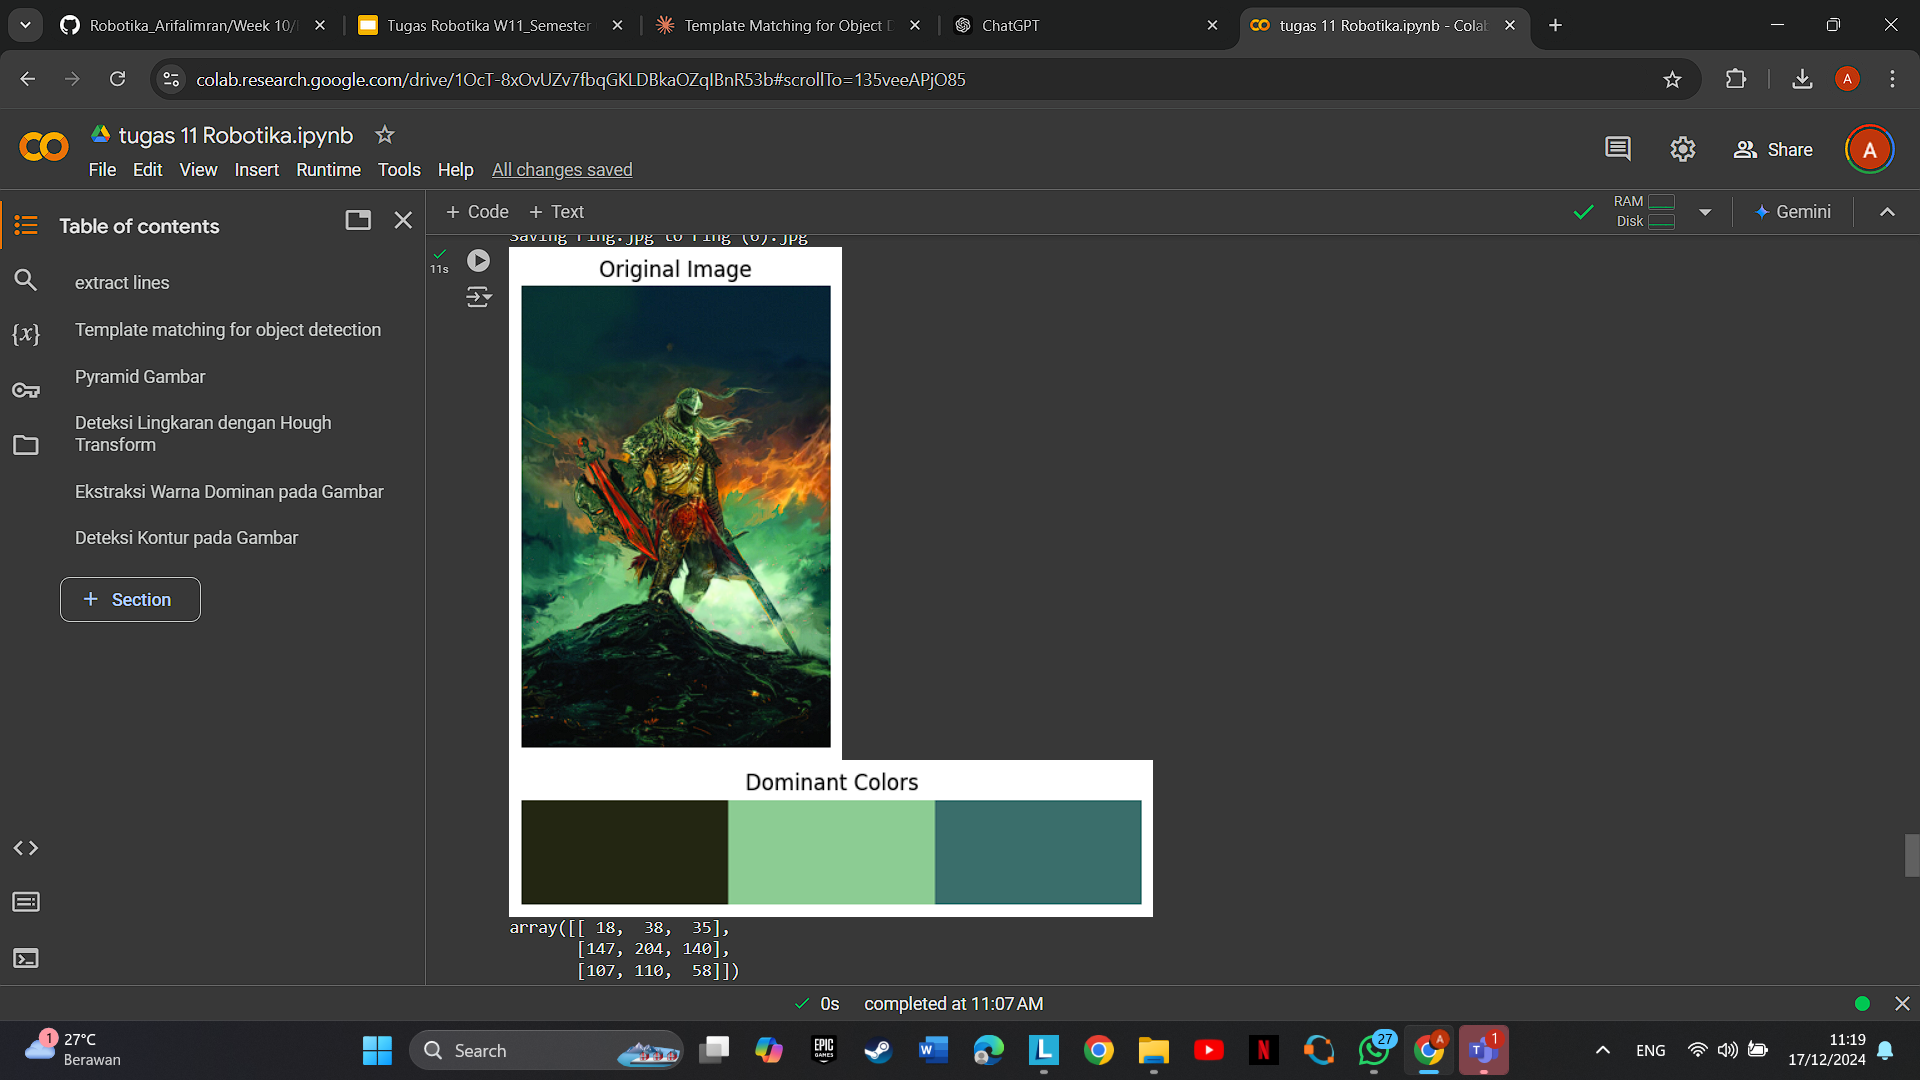 Robotika_Arifalimran/Week 10/
Tugas Robotika W11_Semester
Template Matching for Object D
ChatGPT
tugas 11 Robotika.ipynb - Colab
colab.research.google.com/drive/1OcT-8xOvUZv7fbqGKLDBkaOZqIBnR53b#scrollTo=135veeAPjO85
A
tugas 11 Robotika.ipynb
File Edit View Insert Runtime Tools Help All changes saved
Share
A
Table of contents
+ Code + Text
RAM
Disk
Gemini
extract lines
Template matching for object detection
Pyramid Gambar
Deteksi Lingkaran dengan Hough
Transform
Ekstraksi Warna Dominan pada Gambar
Deteksi Kontur pada Gambar
+ Section
{x}
11s
Saving ring.jpg to ring (6).jpg
Original Image
Dominant Colors
array([[ 18, 38, 35],
[147, 204, 140],
[107, 110, 58]])
0s completed at 11:07 AM
1
27°C
Berawan
Search
EPIC
GAMES
W
L
N
27
A
T
1
ENG
11:19
17/12/2024